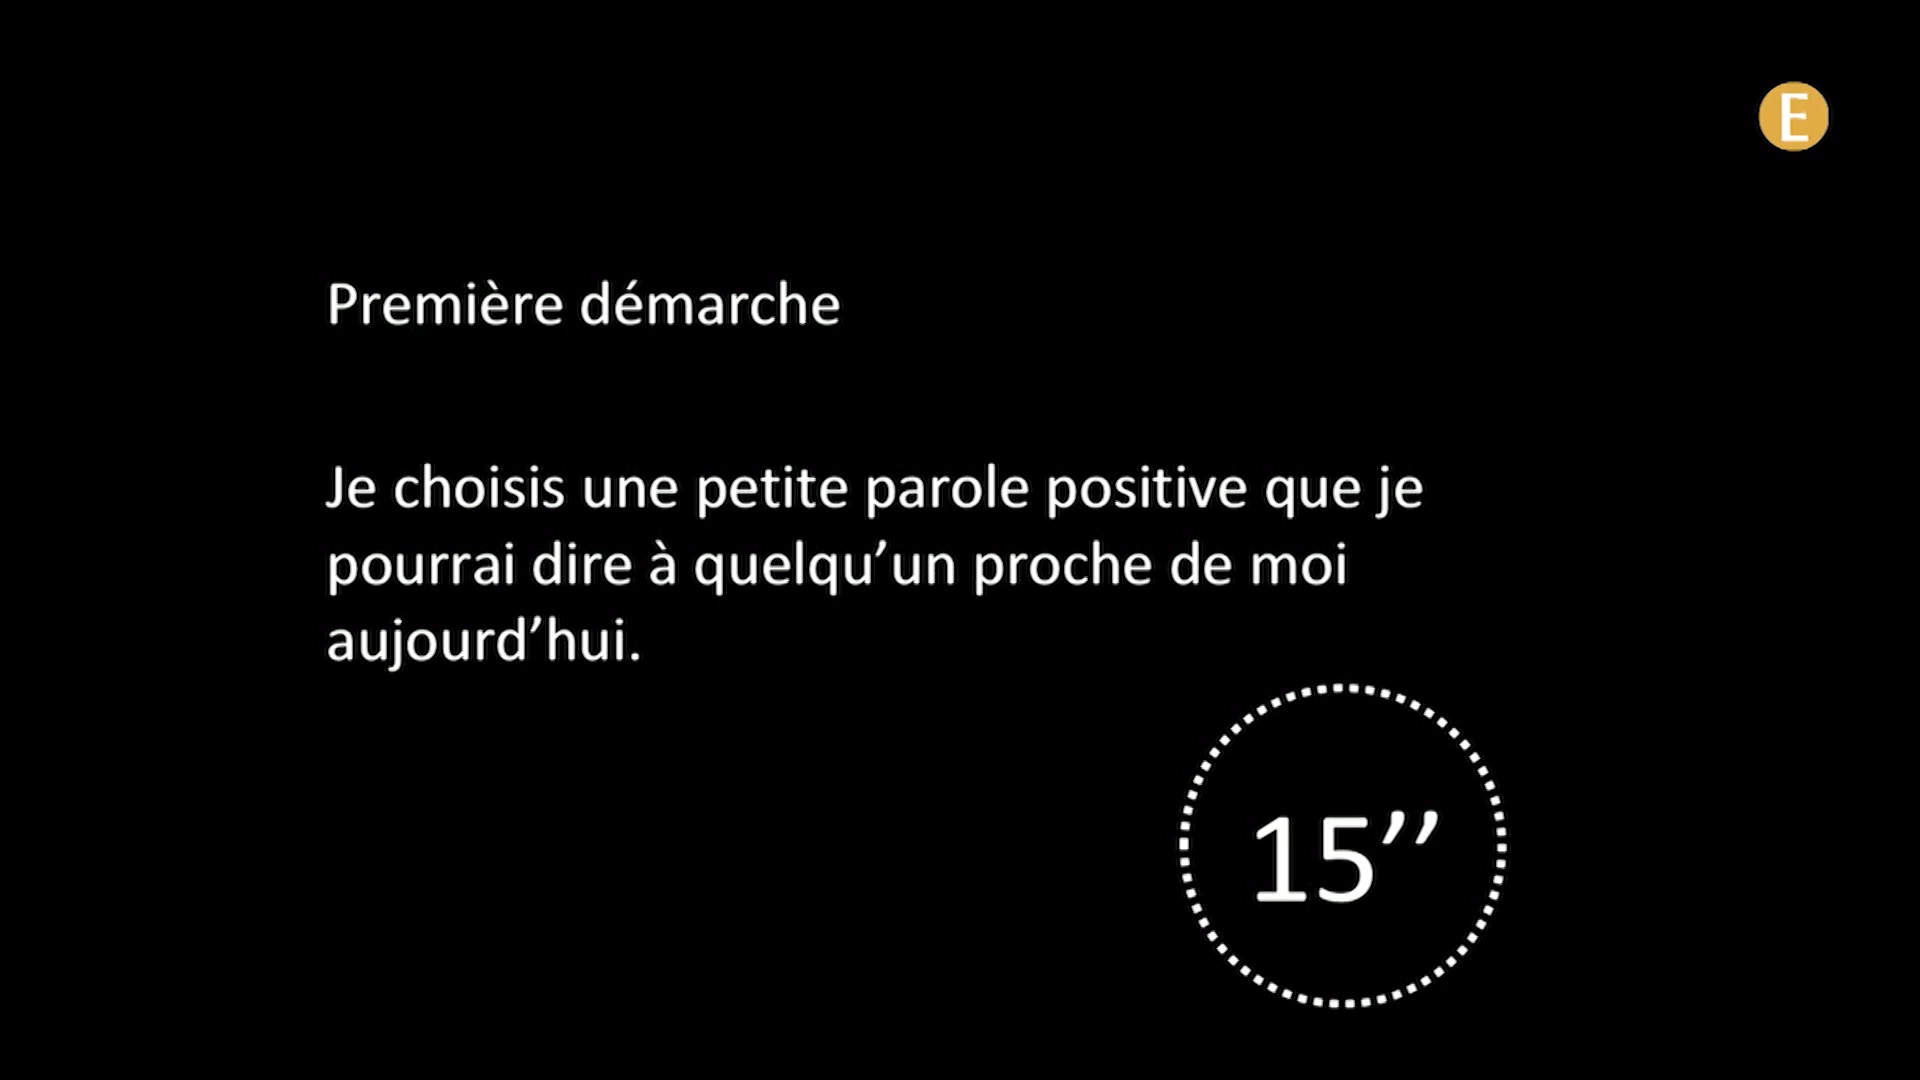 E
Première démarche
Je choisis une petite parole positive que je
pourrai dire à quelqu’un proche de moi
aujourd’hui.
15’’